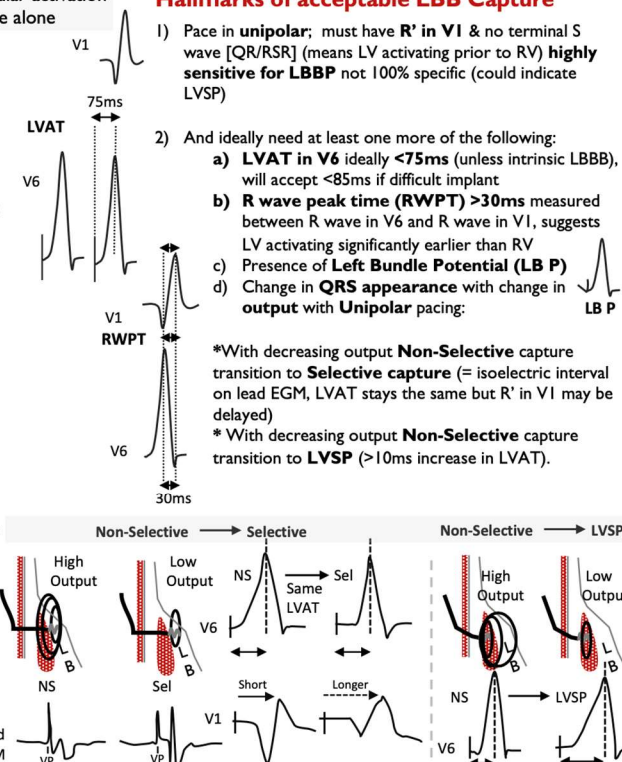 Hallmarks of acceptable LBB Capture
e alone
V1
1) Pace in unipolar; must have R' in V1 & no terminal S
wave [QR/RSR] (means LV activating prior to RV) highly
sensitive for LBBP not 100% specific (could indicate
LVSP)
75ms
LVAT
V6
2) And ideally need at least one more of the following:
a) LVAT in V6 ideally <75ms (unless intrinsic LBBB),
will accept <85ms if difficult implant
b) R wave peak time (RWPT) >30ms measured
between R wave in V6 and R wave in V1, suggests
LV activating significantly earlier than RV
c) Presence of Left Bundle Potential (LB P)
d) Change in QRS appearance with change in
output with Unipolar pacing:
LB P
V1
RWPT
V6
30ms
*With decreasing output Non-Selective capture
transition to Selective capture (= isoelectric interval
on lead EGM, LVAT stays the same but R' in V1 may be
delayed)
* With decreasing output Non-Selective capture
transition to LVSP (>10ms increase in LVAT).
Non-Selective → Selective
Non-Selective → LVSP
High
Output
L
B
NS
VP
Low
Output
L
B
Sel
VP
NS → Sel
Same
LVAT
V6
Short
Longer
V1
High
Output
L
B
Low
L
B
NS → LVSP
V6